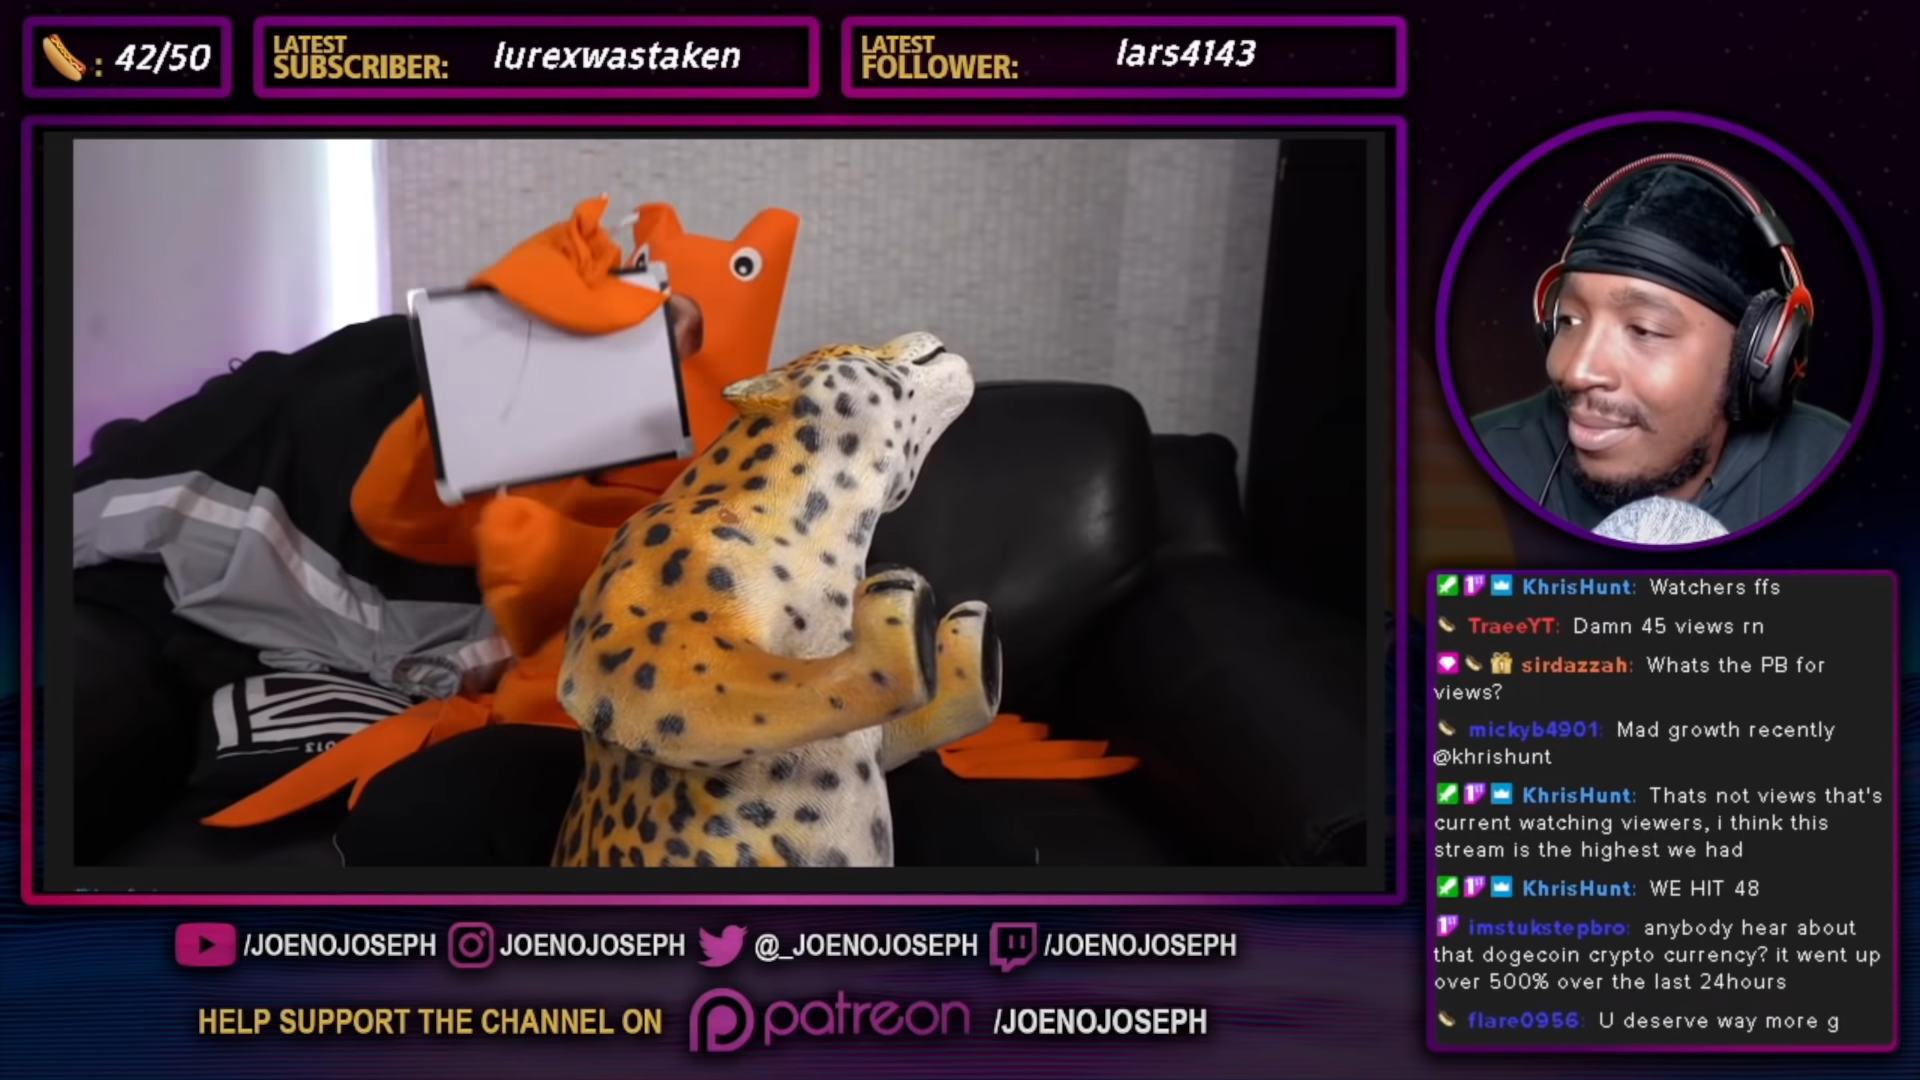 : 42/50
LATEST
SUBSCRIBER:
lurexwastaken
LATEST
FOLLOWER:
lars4143
KhrisHunt: Watchers ffs
TraeeYT: Damn 45 views rn
sirdazzah: Whats the PB for
views?
mickyb4901: Mad growth recently
@khrishunt
KhrisHunt: Thats not views that's
current watching viewers, i think this
stream is the highest we had
KhrisHunt: WE HIT 48
imstukstepbro: anybody hear about
that dogecoin crypto currency? it went up
over 500% over the last 24hours
flare0956: U deserve way more g
/JOENOJOSEPH
JOENOJOSEPH
@_JOENOJOSEPH
/JOENOJOSEPH
HELP SUPPORT THE CHANNEL ON
patreon
/JOENOJOSEPH